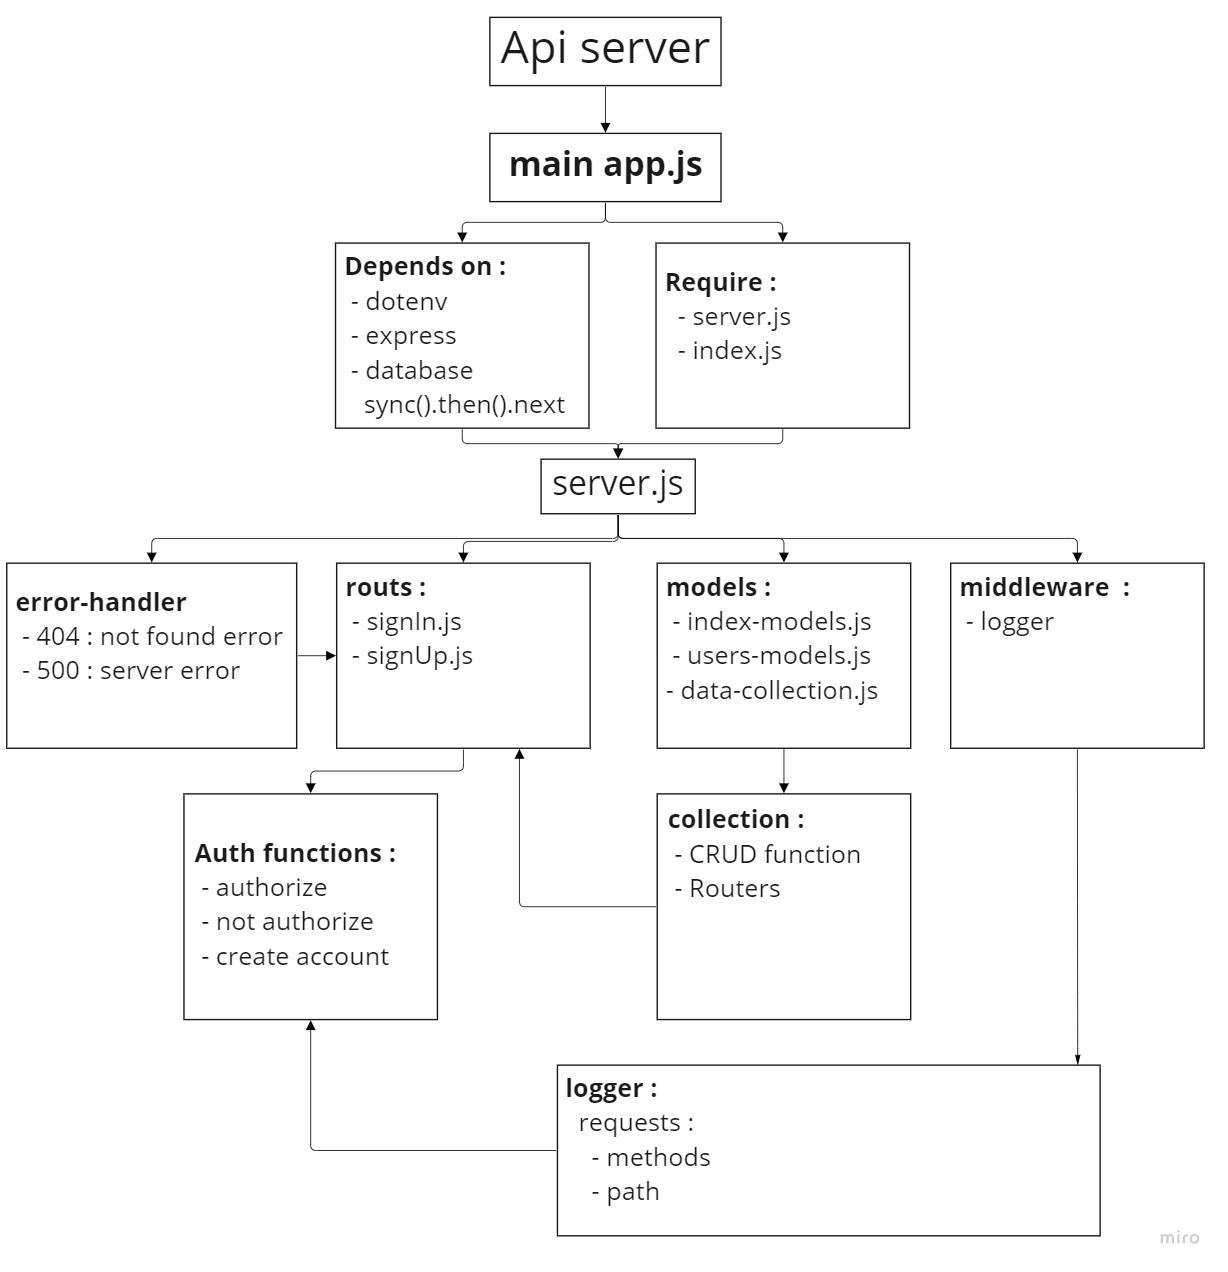 Api server
main app.js
Depends on :
- dotenv
- express
- database
sync().then().next
Require :
- server.js
- index.js
server.js
error-handler
- 404 : not found error
- 500 : server error
routs :
- signIn.js
- signUp.js
models :
- index-models.js
- users-models.js
- data-collection.js
middleware  :
- logger
Auth functions :
- authorize
- not authorize
- create account
collection :
- CRUD function
- Routers
logger :
requests :
- methods
- path
miro